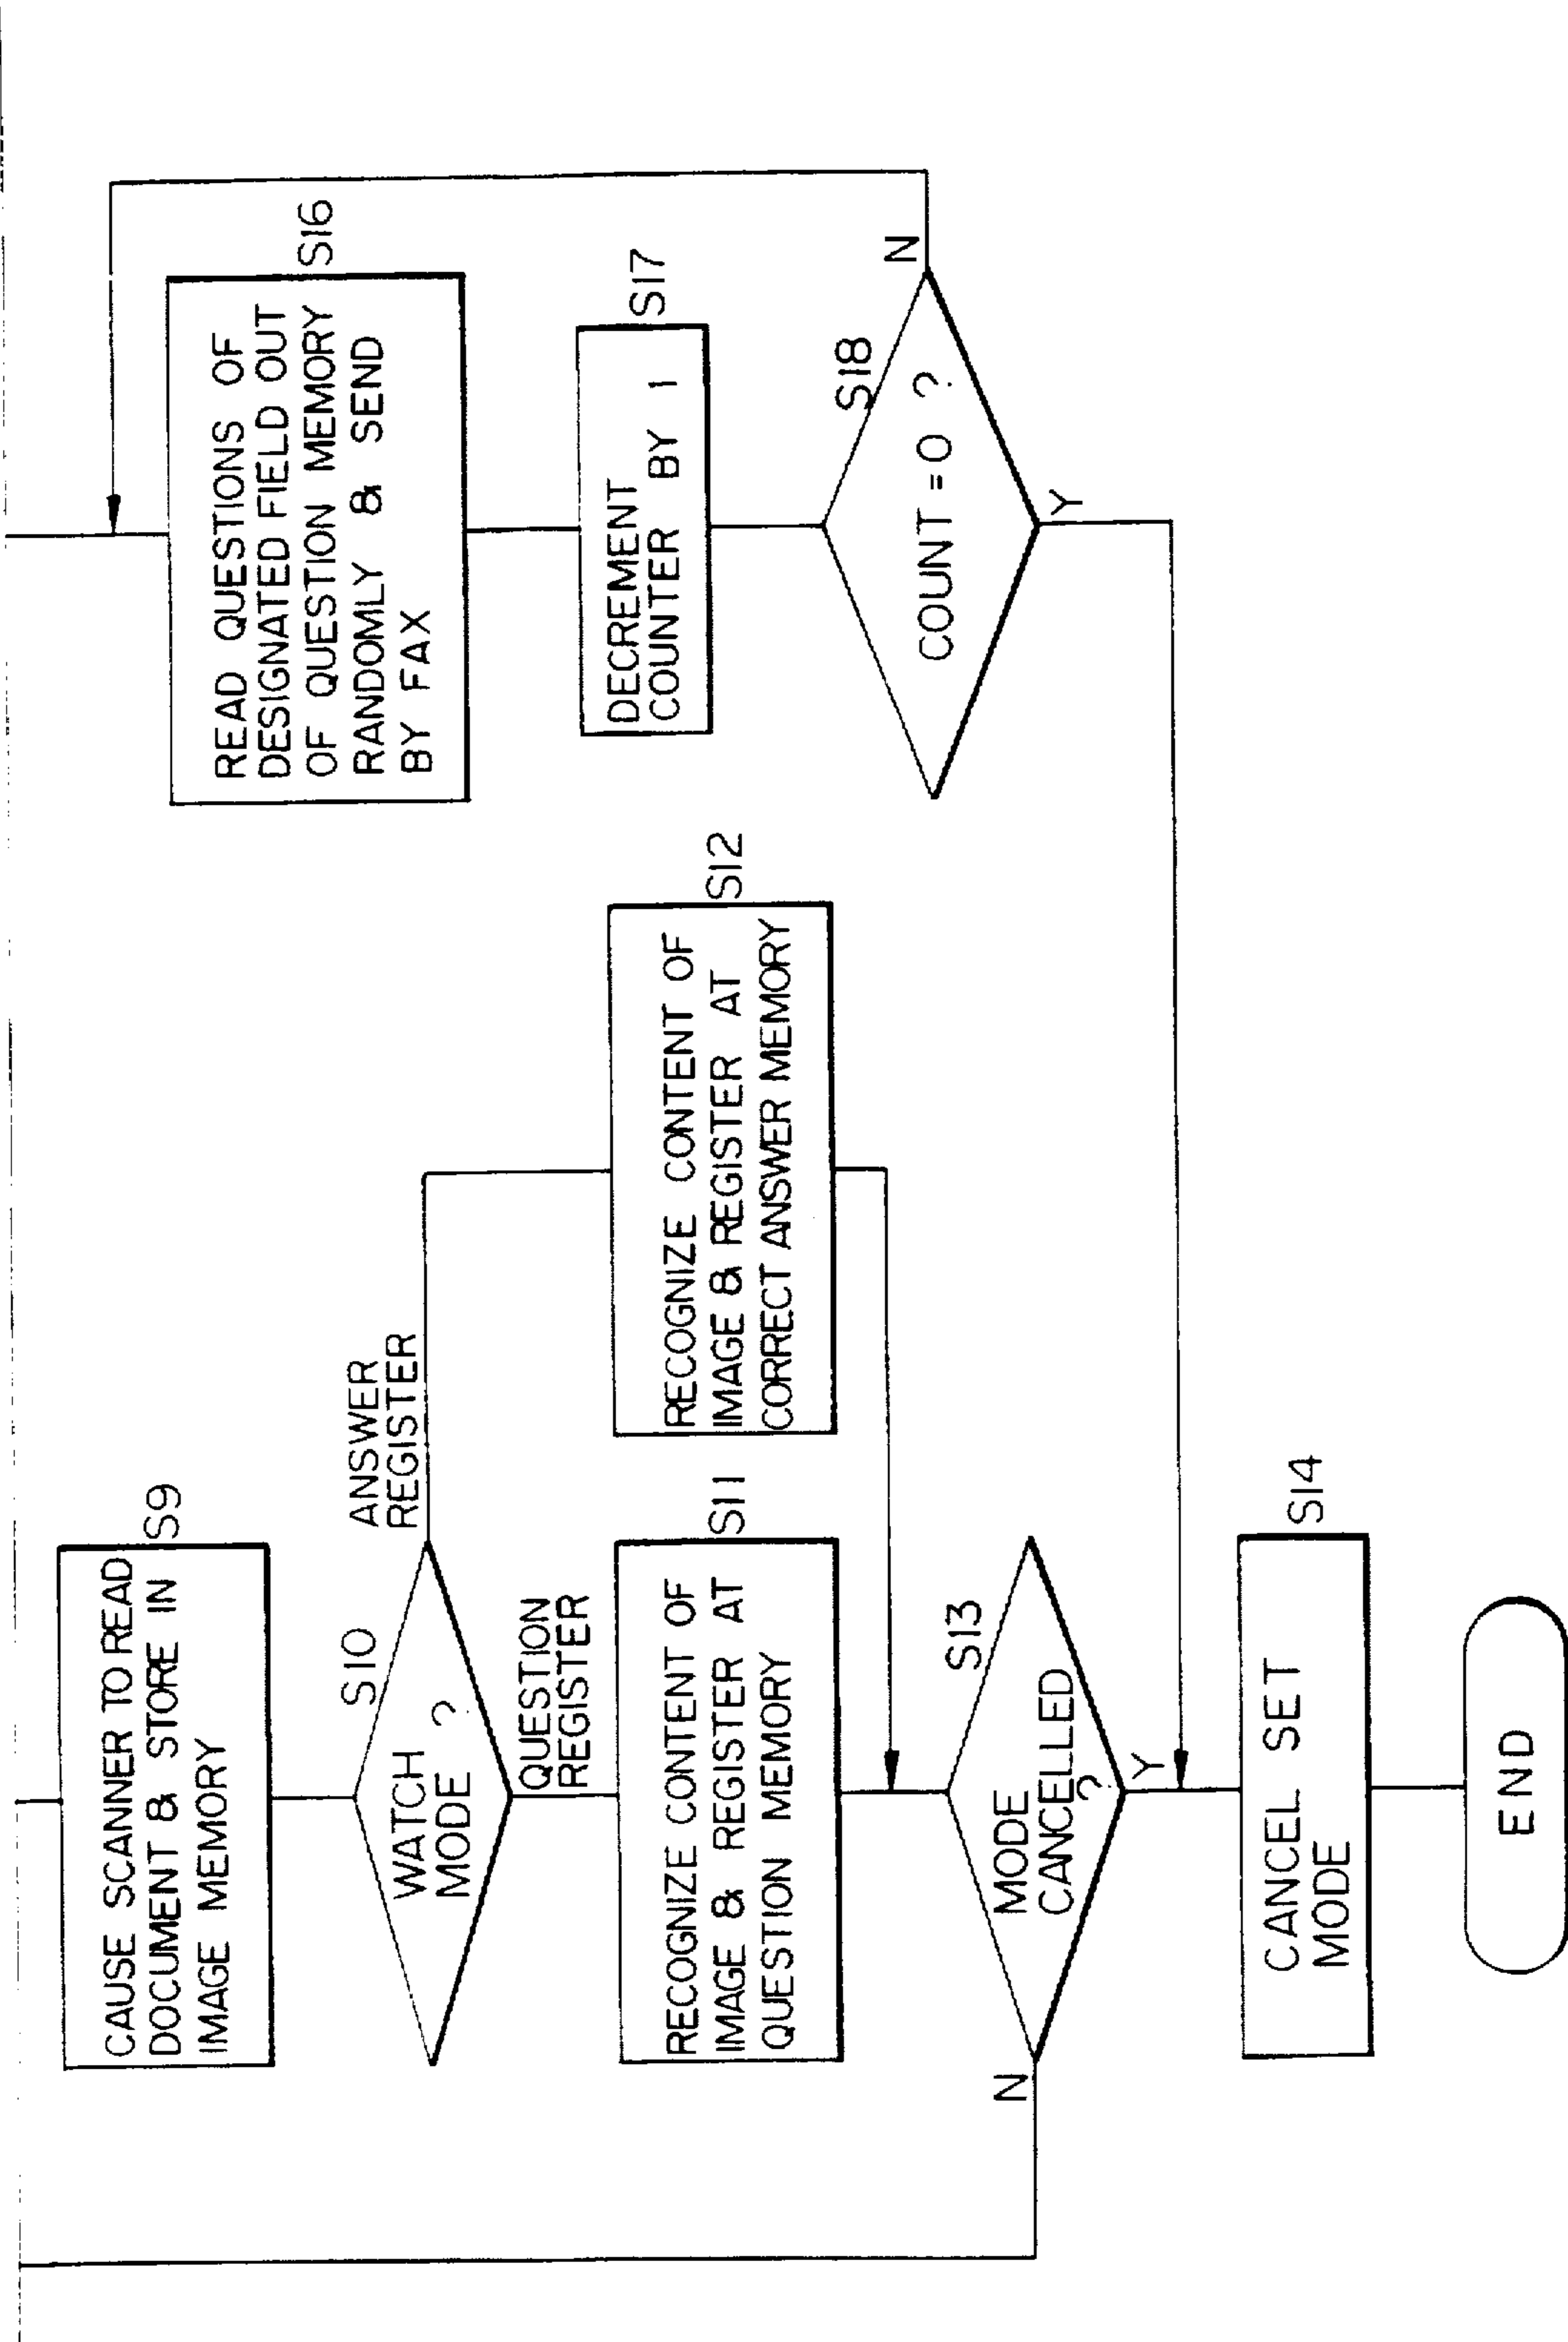 CAUSE SCANNER TO READ
DOCUMENT & STORE IN
IMAGE MEMORY
S9
S10
WATCH
MODE ?
ANSWER
REGISTER
QUESTION
REGISTER
RECOGNIZE CONTENT OF
IMAGE & REGISTER AT
QUESTION MEMORY
S11
RECOGNIZE CONTENT OF
IMAGE & REGISTER AT
CORRECT ANSWER MEMORY
S12
S13
MODE
CANCELLED
?
N
Y
CANCEL SET
MODE
S14
END
READ QUESTIONS OF
DESIGNATED FIELD OUT
OF QUESTION MEMORY
RANDOMLY & SEND
BY FAX
S16
DECREMENT
COUNTER BY 1
S17
S18
COUNT = 0 ?
N
Y